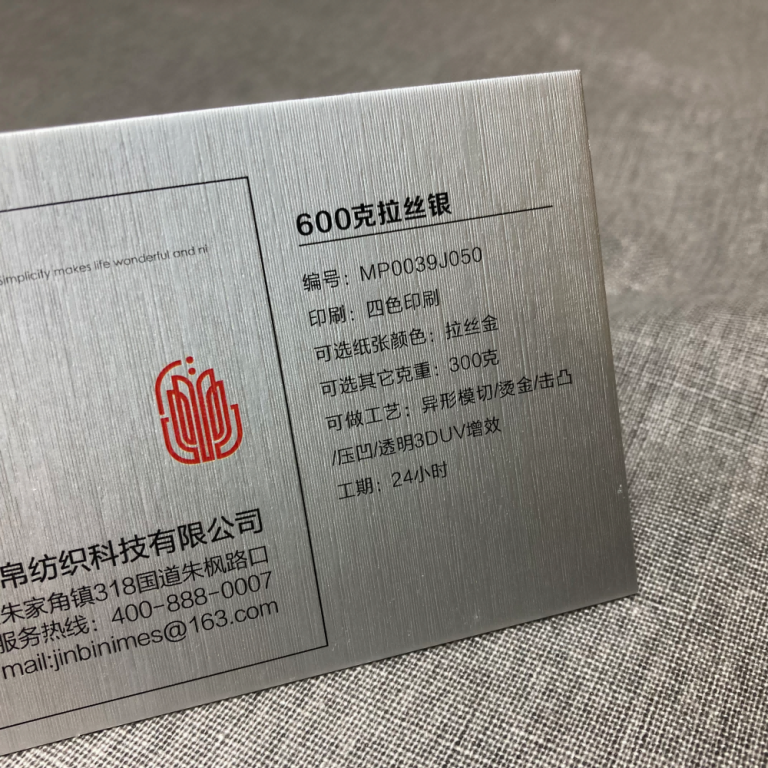 Simplicity makes life wonderful and ni
帛纺织科技有限公司
朱家角镇318国道朱枫路口
服务热线：400-888-0007
mail:jinbinimes@163.com
600克拉丝银
编号：MP0039J050
印刷：四色印刷
可选纸张颜色：拉丝金
可选其它克重：300克
可做工艺：异形模切/烫金/击凸
/压凹/透明3DUV增效
工期：24小时